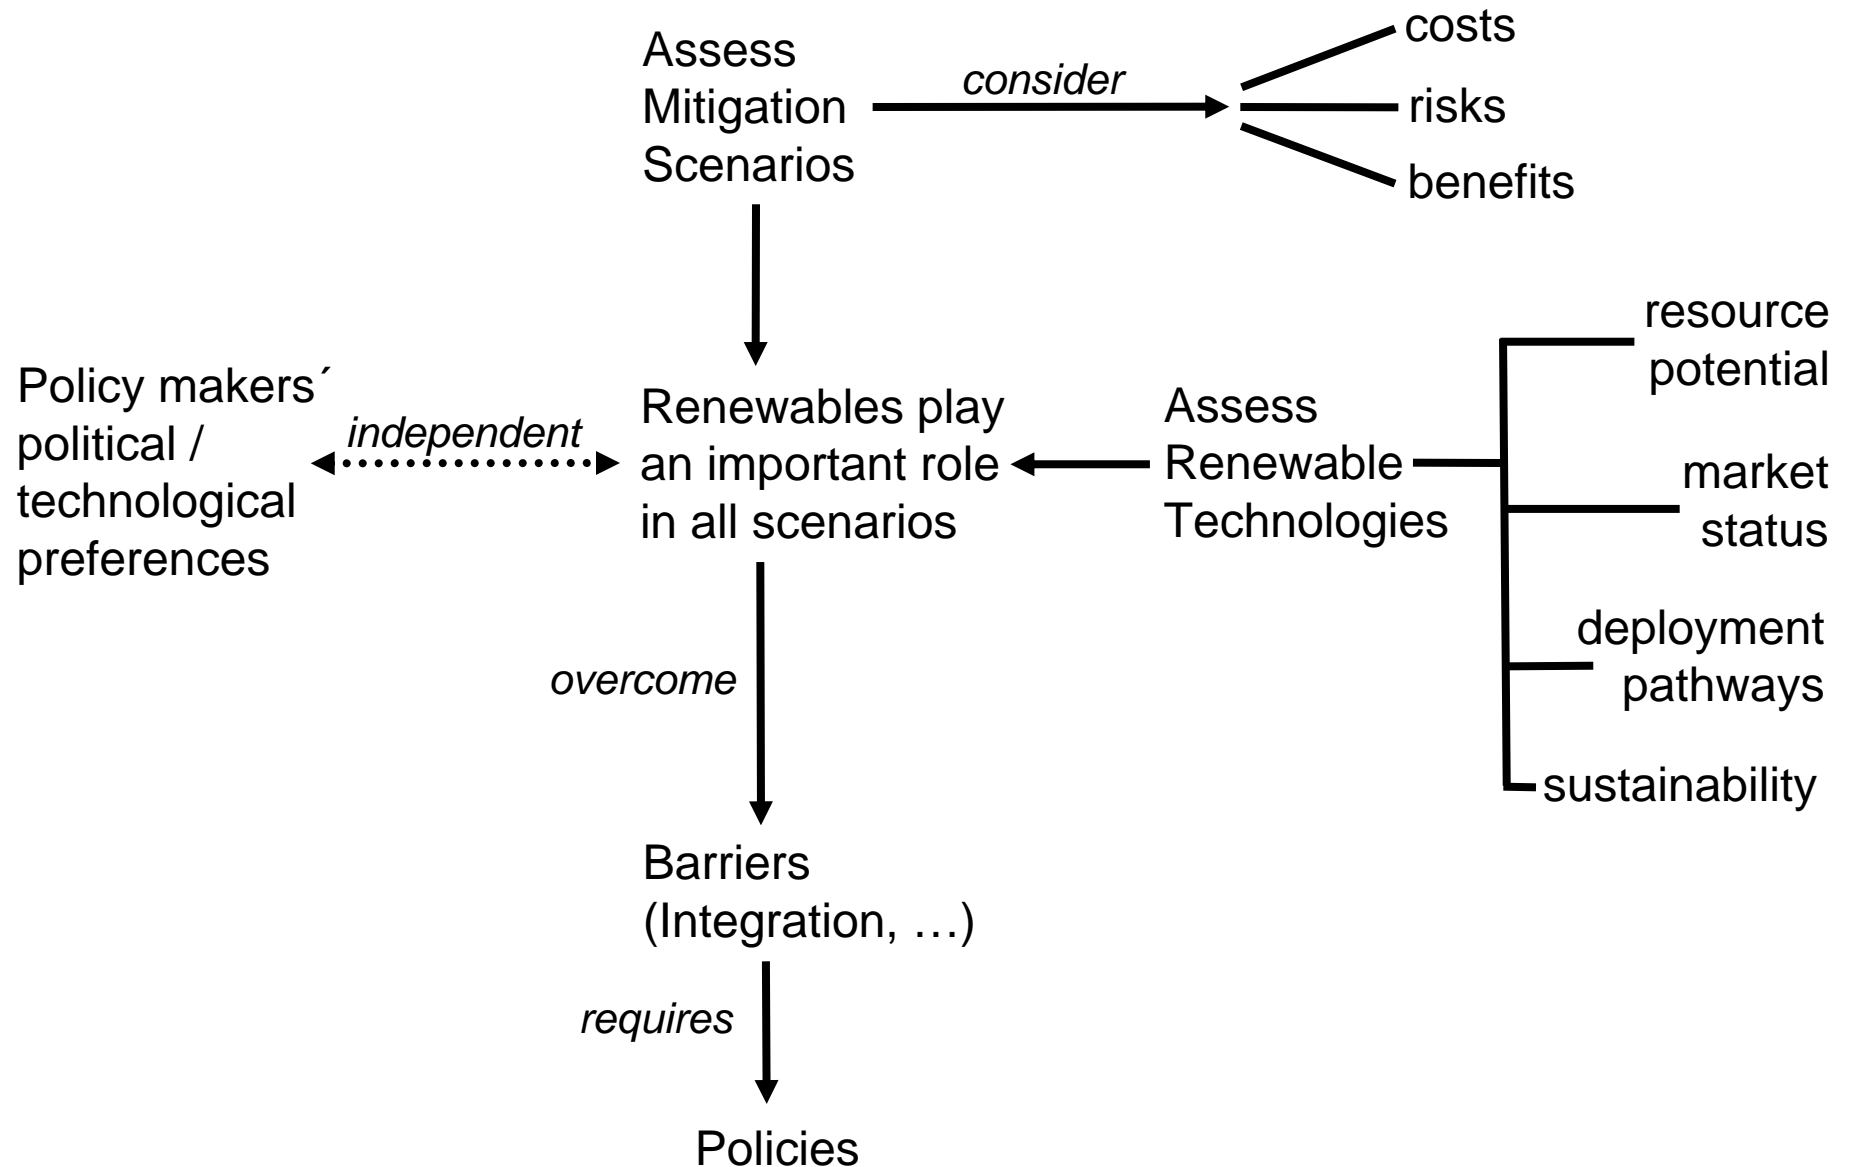 Assess
Mitigation
Scenarios
consider
costs
risks
benefits
Policy makers´
political /
technological
preferences
independent
Renewables play
an important role
in all scenarios
Assess
Renewable
Technologies
resource
potential
market
status
deployment
pathways
sustainability
overcome
Barriers
(Integration, …)
requires
Policies